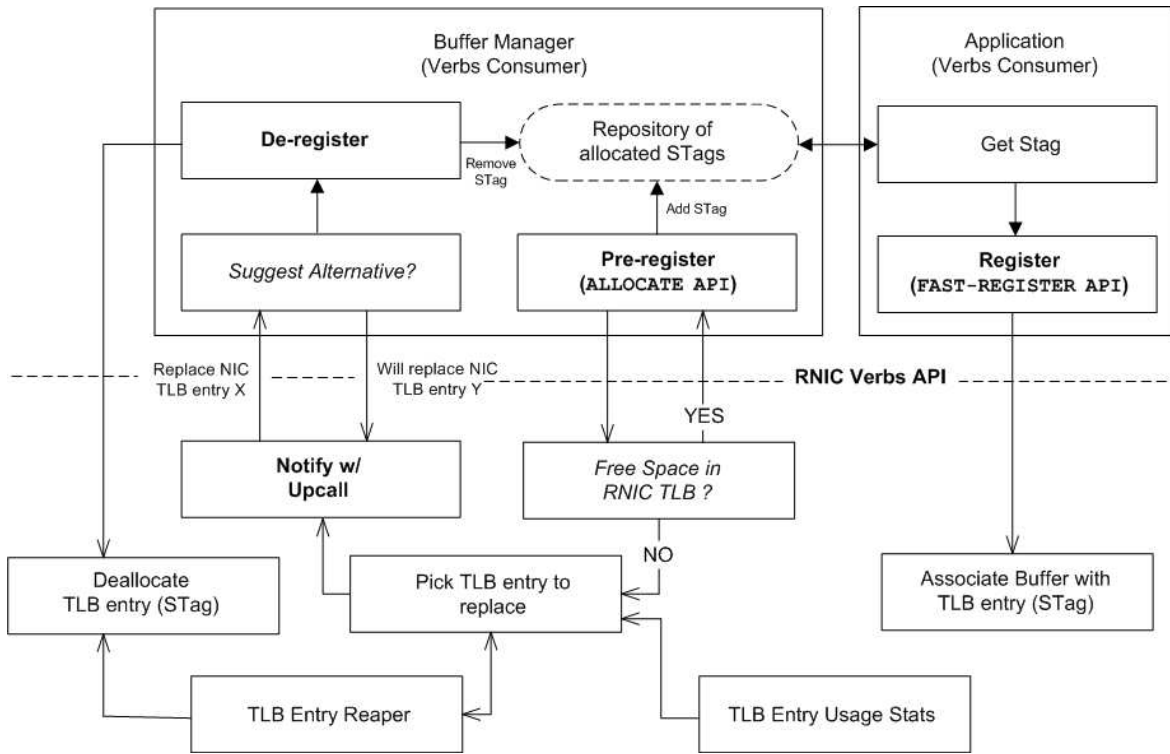 Buffer Manager
(Verbs Consumer)
Application
(Verbs Consumer)
De-register
Remove
STag
Repository of
allocated STags
Get Stag
Add STag
Suggest Alternative?
Pre-register
(ALLOCATE API)
Register
(FAST-REGISTER API)
Replace NIC
TLB entry X
Will replace NIC
TLB entry Y
RNIC Verbs API
YES
Notify w/
Upcall
Free Space in
RNIC TLB ?
NO
Deallocate
TLB entry (STag)
Pick TLB entry to
replace
Associate Buffer with
TLB entry (STag)
TLB Entry Reaper
TLB Entry Usage Stats